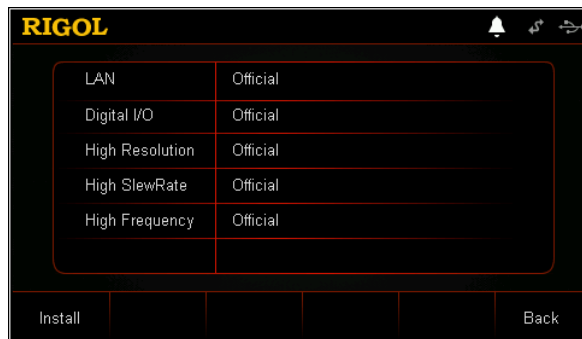 RIGOL
LAN Official
Digital I/O Official
High Resolution Official
High SlewRate Official
High Frequency Official
Install Back